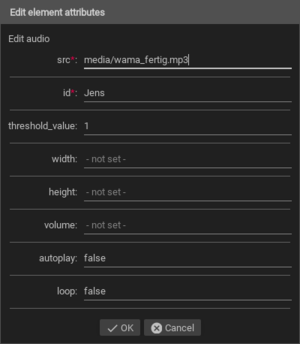 Edit element attributes
Edit audio
src*: media/wama_fertig.mp3
id*: Jens
threshold_value: 1
width: - not set -
height: - not set -
volume: - not set -
autoplay: false
loop: false
OK Cancel